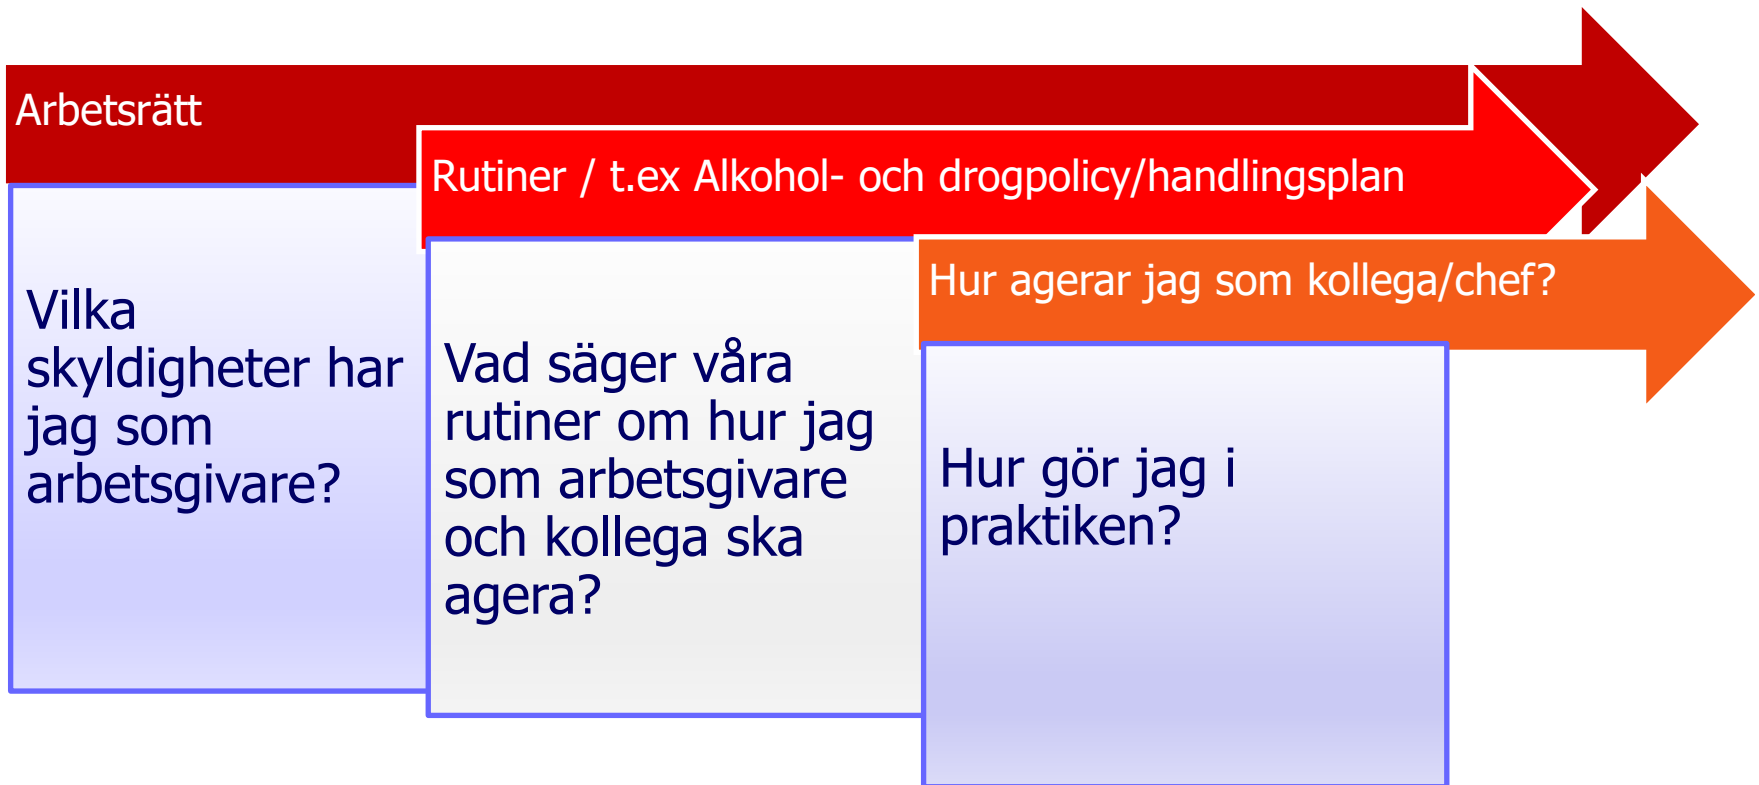 Arbetsrätt
Rutiner / t.ex Alkohol- och drogpolicy/handlingsplan
Hur agerar jag som kollega/chef?
Vilka
skyldigheter har
jag som
arbetsgivare?
Vad säger våra
rutiner om hur jag
som arbetsgivare
och kollega ska
agera?
Hur gör jag i
praktiken?